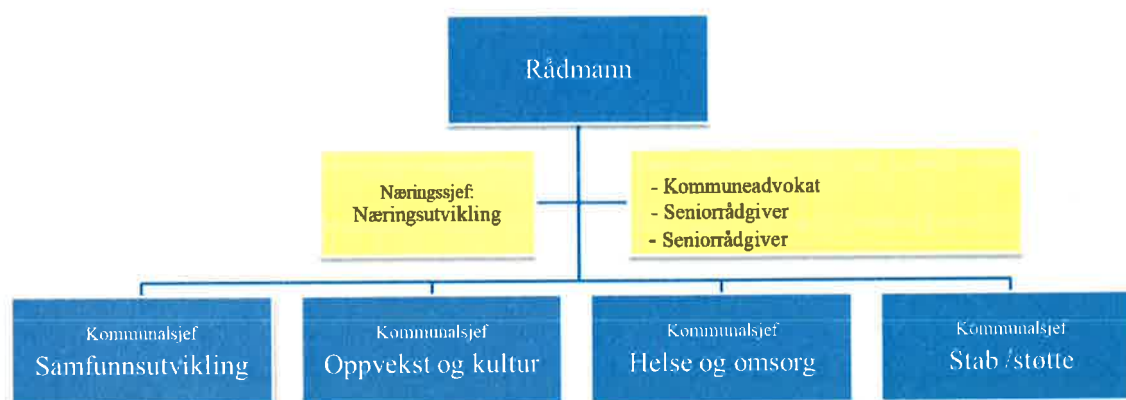 Rådmann
Næringssjef:
Næringsutvikling
- Kommuneadvokat
- Seniorrådgiver
- Seniorrådgiver
Kommunalsjef
Samfunnsutvikling
Kommunalsjef
Oppvekst og kultur
Kommunalsjef
Helse og omsorg
Kommunalsjef
Stab /støtte